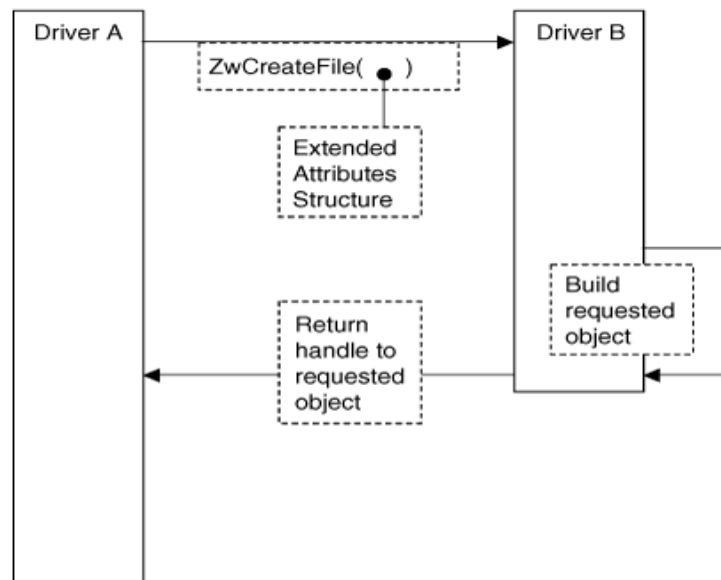 Driver A
Driver B
ZwCreateFile( )
Extended
Attributes
Structure
Build
requested
object
Return
handle to
requested
object